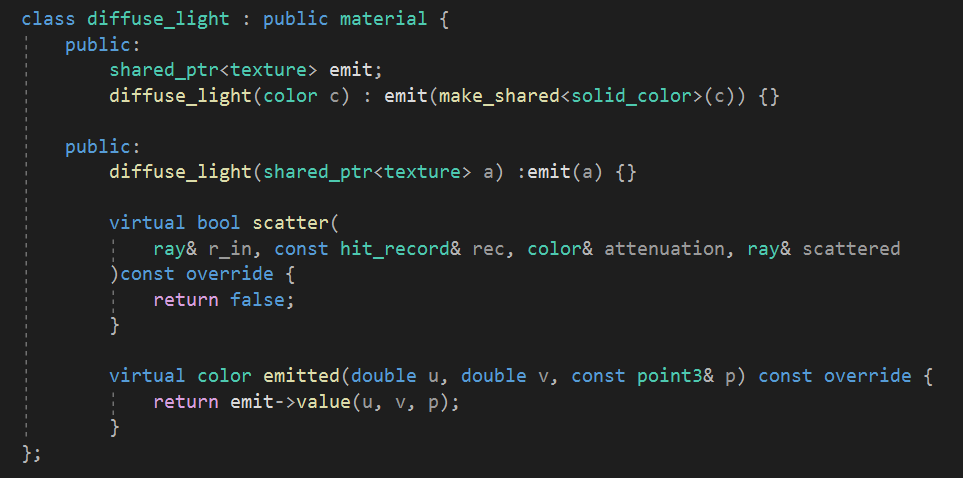 class diffuse_light : public material {
public:
shared_ptr<texture> emit;
diffuse_light(color c) : emit(make_shared<solid_color>(c)) {}
public:
diffuse_light(shared_ptr<texture> a) :emit(a) {}
virtual bool scatter(
ray& r_in, const hit_record& rec, color& attenuation, ray& scattered
)const override {
return false;
}
virtual color emitted(double u, double v, const point3& p) const override {
return emit->value(u, v, p);
}
};